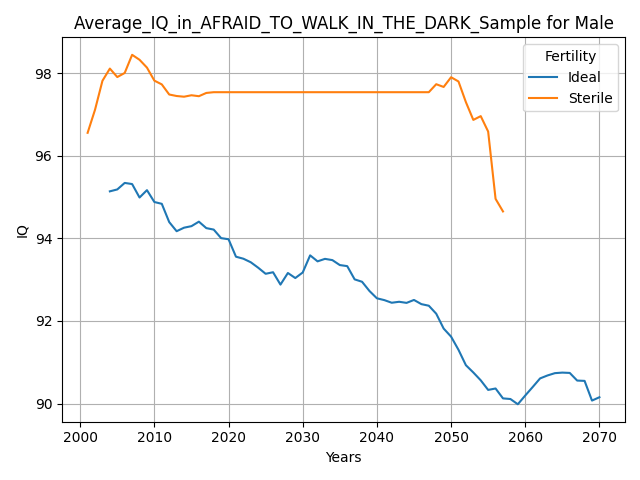 Average_IQ_in_AFRAID_TO_WALK_IN_THE_DARK_Sample for Male
Fertility
Ideal
Sterile
98
96
94
92
90
IQ
2000 2010 2020 2030 2040 2050 2060 2070
Years